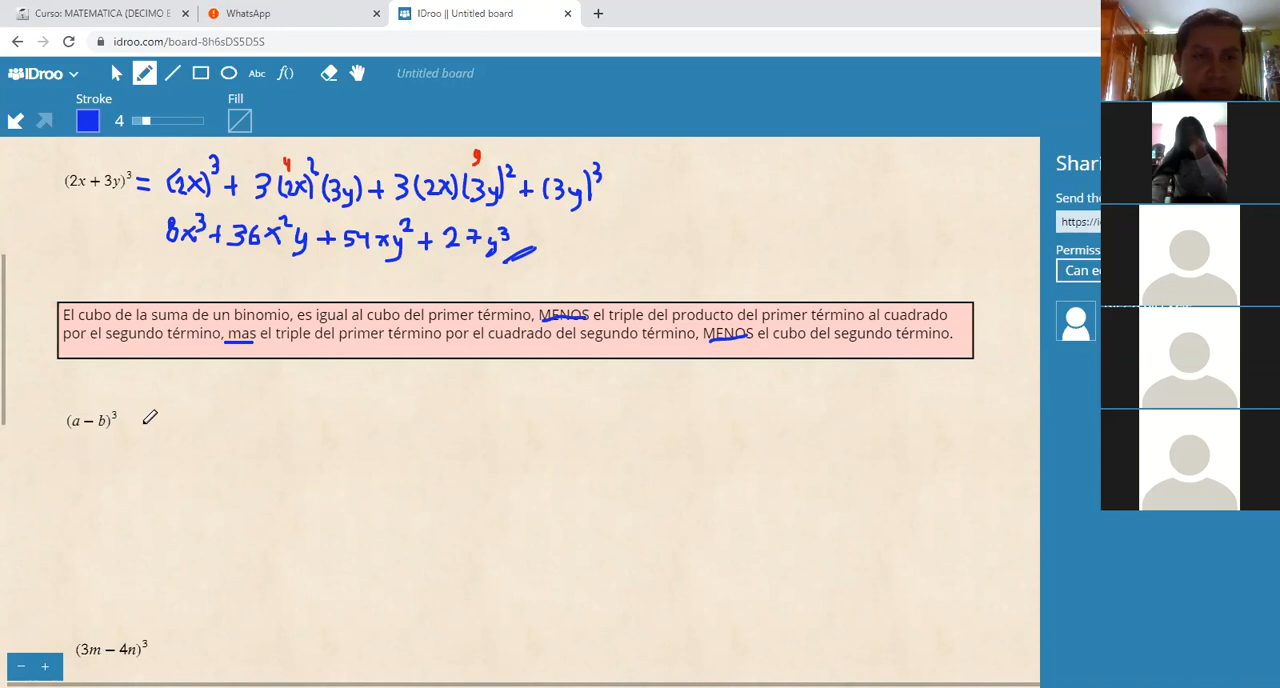 Curso: MATEMATICA (DECIMO E
WhatsApp
IDroo || Untitled board
idroo.com/board-8h6sDS5D5S
IDroo
Abc
f()
Untitled board
Stroke
Fill
4
(2x + 3y)³ = (2x)³ + 3(2x)²(3y) + 3(2x)(3y)² + (3y)³
4 9
8x³ + 36x²y + 54xy² + 27y³
El cubo de la suma de un binomio, es igual al cubo del primer término, MENOS el triple del producto del primer término al cuadrado
por el segundo término, mas el triple del primer término por el cuadrado del segundo término, MENOS el cubo del segundo término.
(a − b)³
(3m − 4n)³
− +
Shari
Send the
https://i
Permiss
Can e